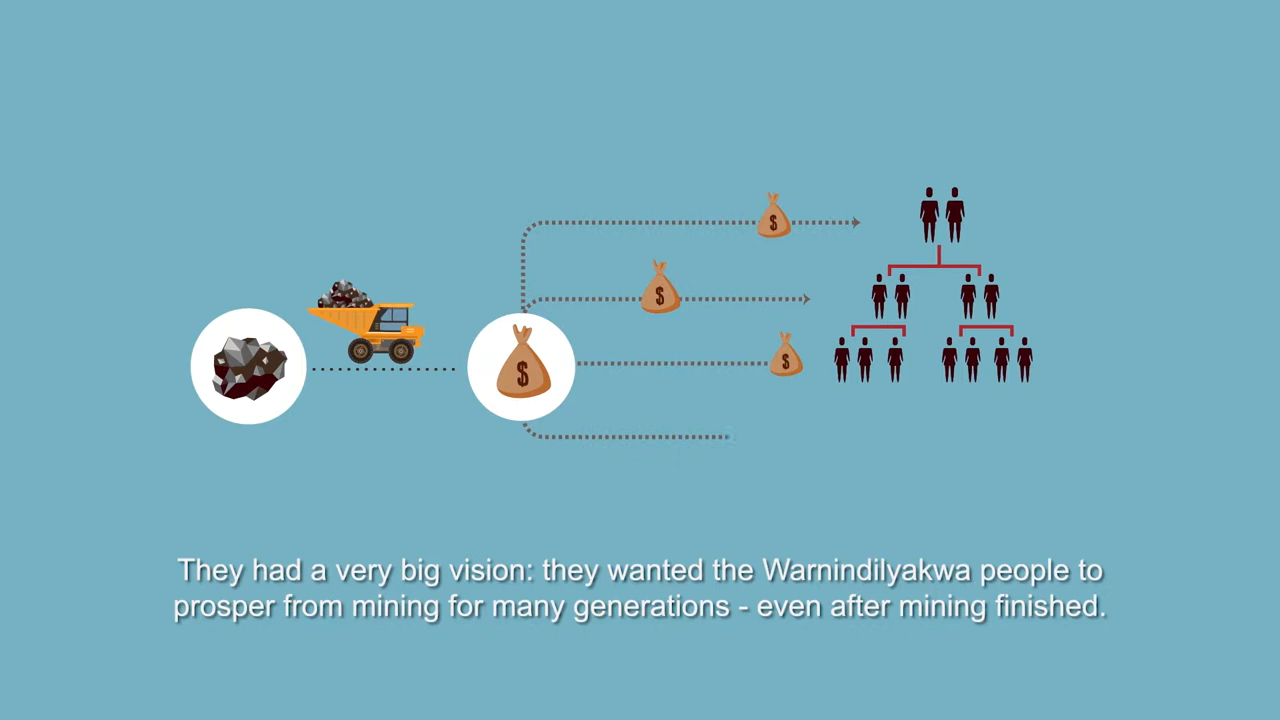 $
$
$
$
They had a very big vision: they wanted the Warnindilyakwa people to
prosper from mining for many generations - even after mining finished.